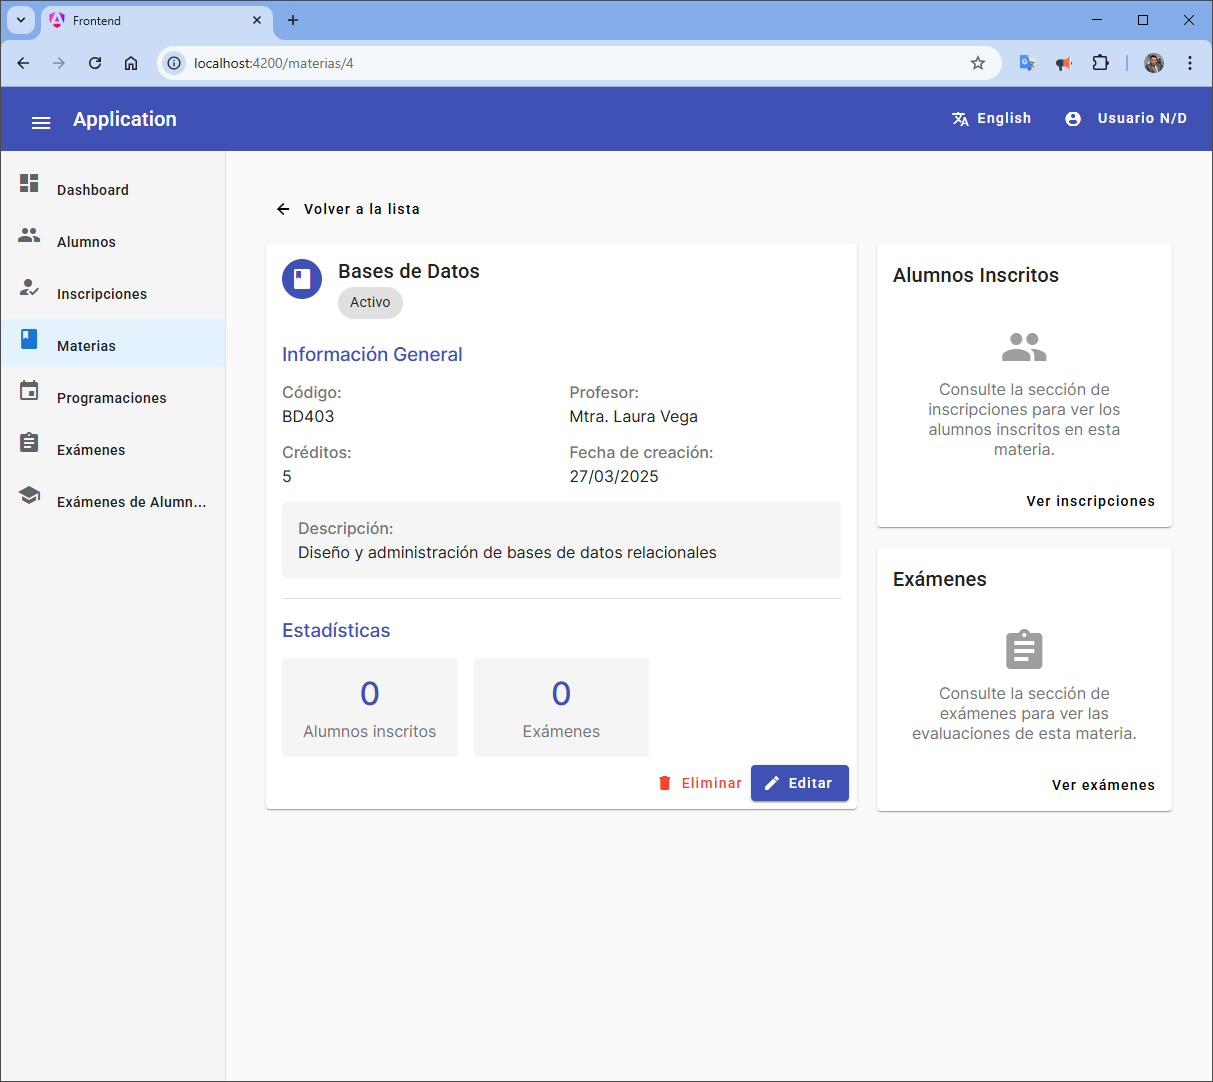 Frontend
localhost:4200/materias/4
Application
English
Usuario N/D
Dashboard
Alumnos
Inscripciones
Materias
Programaciones
Exámenes
Exámenes de Alumn...
Volver a la lista
Bases de Datos
Activo
Información General
Código:
BD403
Profesor:
Mtra. Laura Vega
Créditos:
5
Fecha de creación:
27/03/2025
Descripción:
Diseño y administración de bases de datos relacionales
Estadísticas
0
Alumnos inscritos
0
Exámenes
Eliminar
Editar
Alumnos Inscritos
Consulte la sección de
inscripciones para ver los
alumnos inscritos en esta
materia.
Ver inscripciones
Exámenes
Consulte la sección de
exámenes para ver las
evaluaciones de esta materia.
Ver exámenes